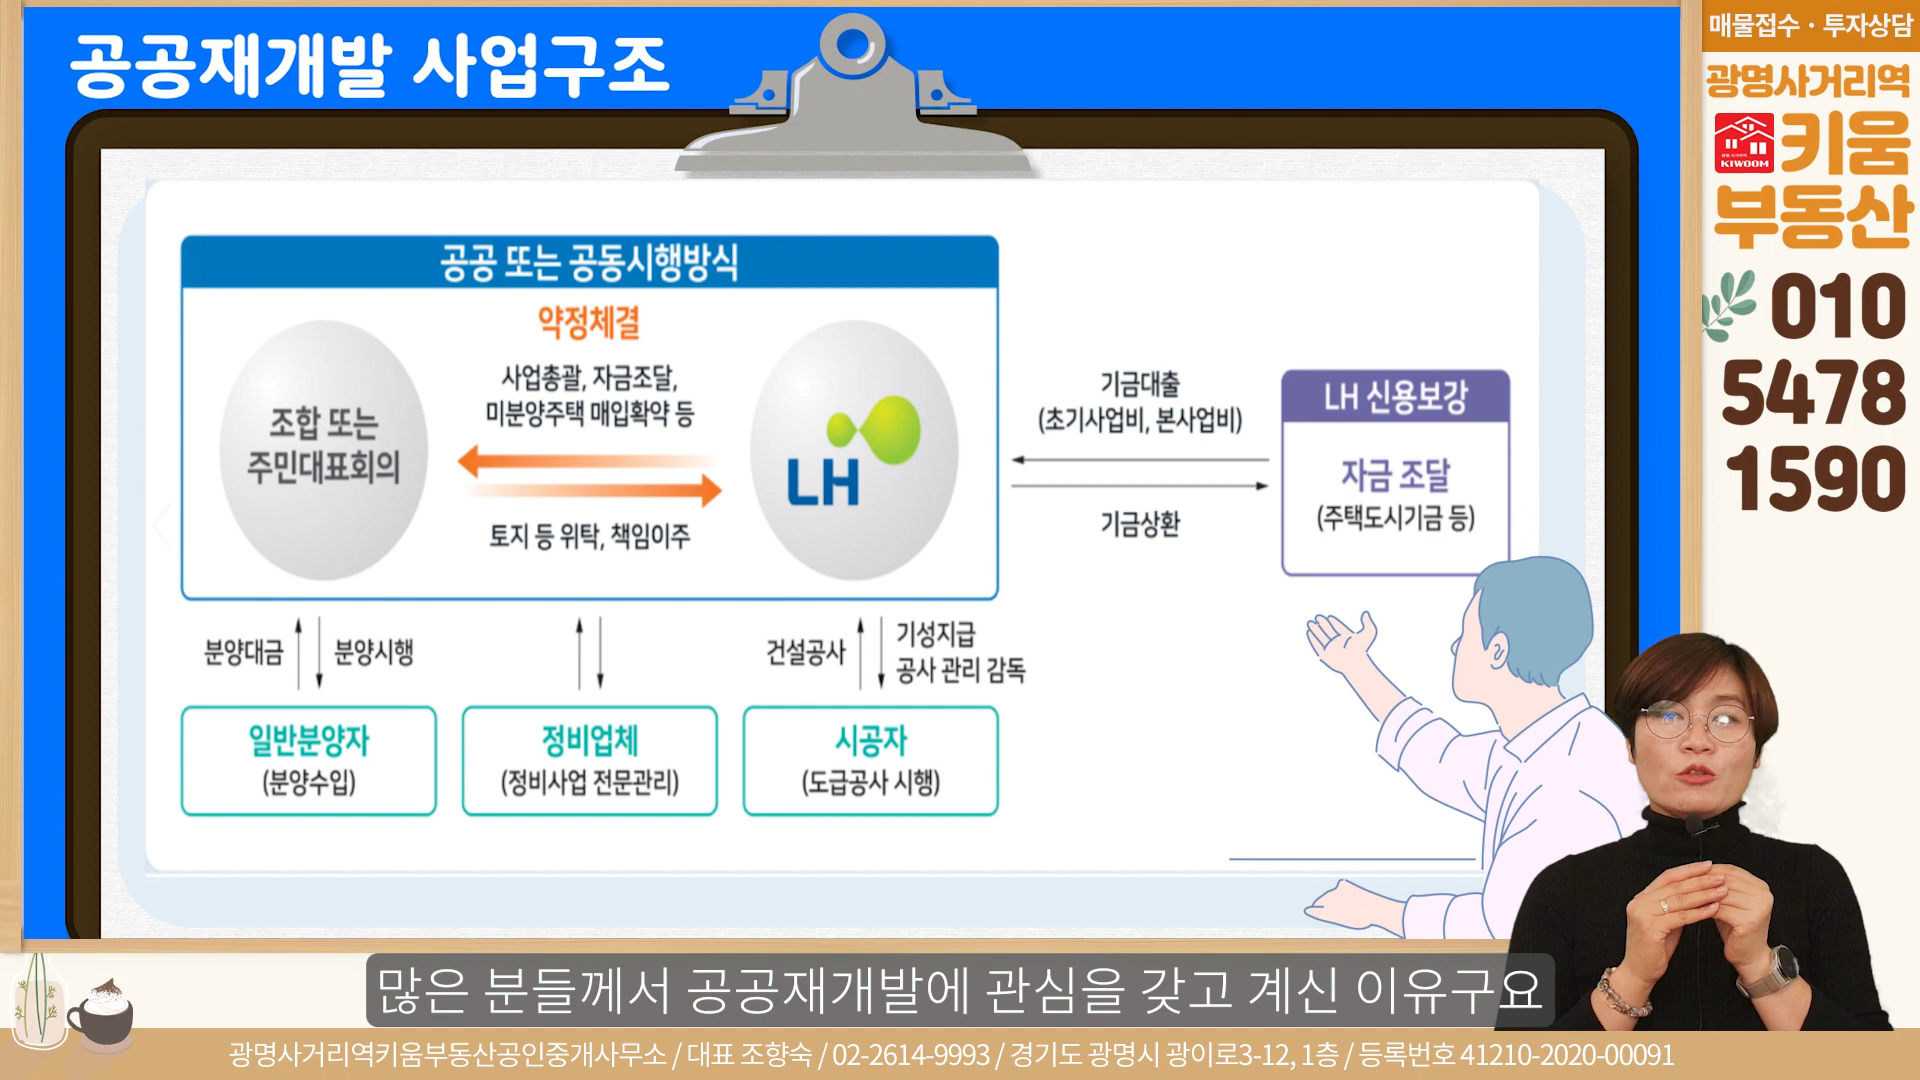 공공재개발 사업구조
매물접수 · 투자상담
광명사거리역
KIWOOM
키움
부동산
010
5478
1590
공공 또는 공동시행방식
약정체결
사업총괄, 자금조달,
미분양주택 매입확약 등
조합 또는
주민대표회의
LH
토지 등 위탁, 책임이주
기금대출
(초기사업비, 본사업비)
기금상환
LH 신용보강
자금 조달
(주택도시기금 등)
분양대금
분양시행
건설공사
기성지급
공사 관리 감독
일반분양자
(분양수입)
정비업체
(정비사업 전문관리)
시공자
(도급공사 시행)
많은 분들께서 공공재개발에 관심을 갖고 계신 이유구요
광명사거리역키움부동산공인중개사무소 / 대표 조향숙 / 02-2614-9993 / 경기도 광명시 광이로3-12, 1층 / 등록번호 41210-2020-00091